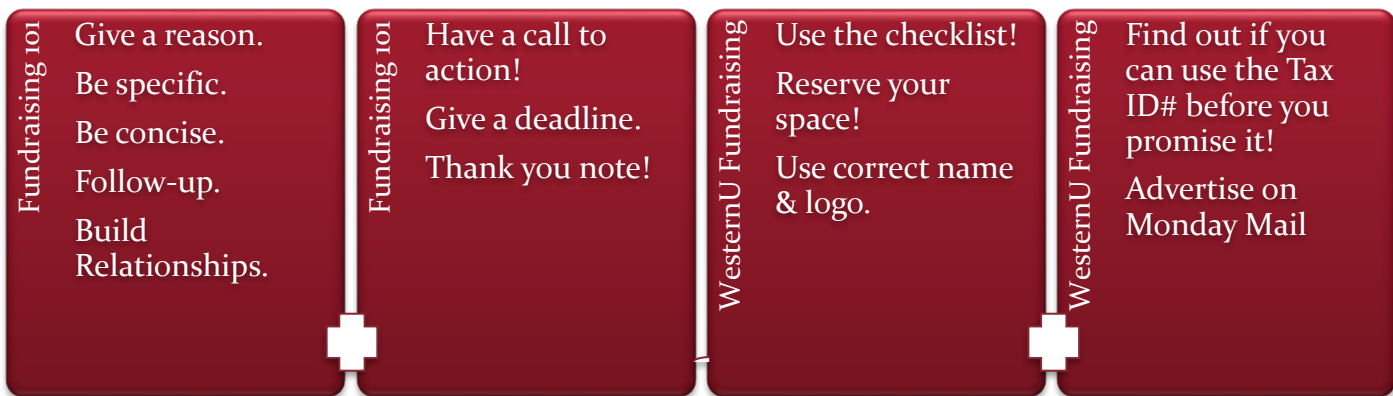 Fundraising 101
Give a reason.
Be specific.
Be concise.
Follow-up.
Build
Relationships.
Fundraising 101
Have a call to
action!
Give a deadline.
Thank you note!
WesternU Fundraising
Use the checklist!
Reserve your
space!
Use correct name
& logo.
WesternU Fundraising
Find out if you
can use the Tax
ID# before you
promise it!
Advertise on
Monday Mail